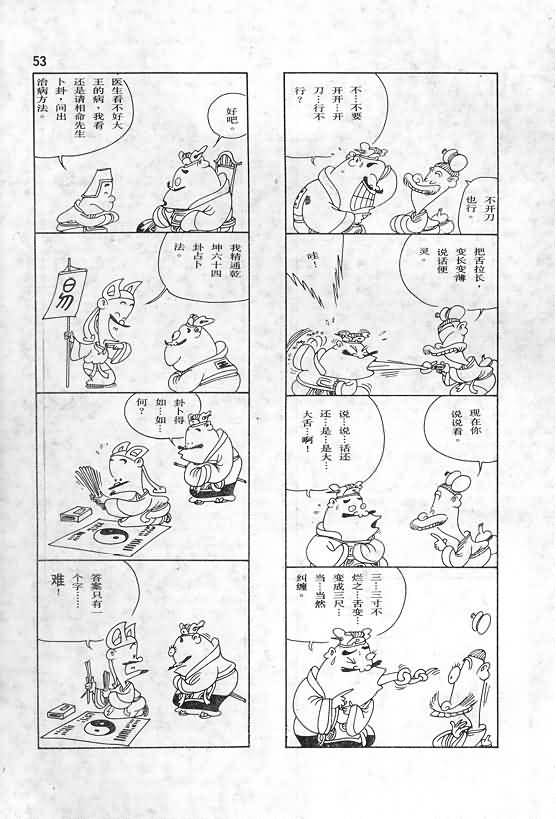 53
不…不要
开开…开
刀…行不
行？
不开刀
也行。
把舌拉长，
变长变薄
说话便
灵。
哇！
现在你
说说看。
说…说…话还
还…是…是大…
大舌…啊！
三…三寸不
烂之…舌变…
变成三尺…
当…当然
纠缠。
医生看不好大
王的病，我看
还是请相命先生
卜卦，问出
治病方法。
好吧。
我精通乾
坤六十四
卦占卜
法。
易
卦卜得
如…如…
何？
答案只有一
个字……
难！